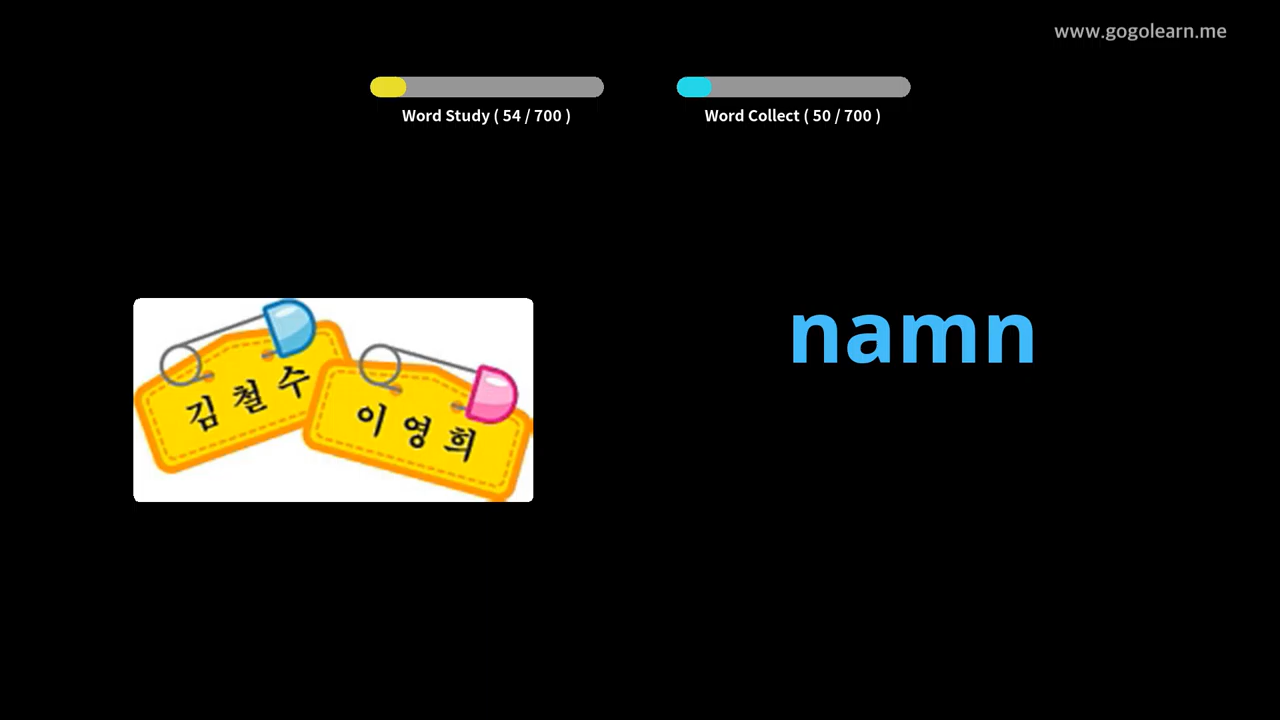 www.gogolearn.me
Word Study ( 54 / 700 )
Word Collect ( 50 / 700 )
김철수
이영희
namn